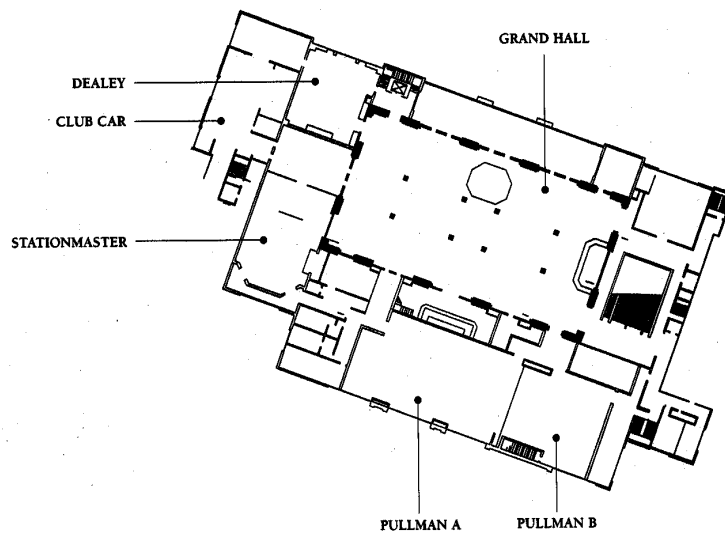 GRAND HALL
DEALEY
CLUB CAR
STATIONMASTER
PULLMAN A
PULLMAN B